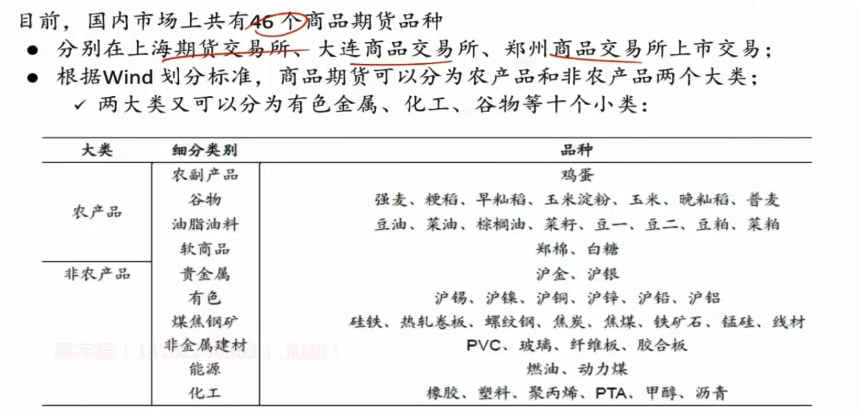 目前，国内市场上共有46个商品期货品种
● 分别在上海期货交易所、大连商品交易所、郑州商品交易所上市交易；
● 根据Wind 划分标准，商品期货可以分为农产品和非农产品两个大类；
✓ 两大类又可以分为有色金属、化工、谷物等十个小类：
大类 细分类别 品种
农副产品 鸡蛋
谷物 强麦、粳稻、早籼稻、玉米淀粉、玉米、晚籼稻、普麦
农产品
油脂油料 豆油、菜油、棕榈油、菜籽、豆一、豆二、豆粕、菜粕
软商品 郑棉、白糖
非农产品 贵金属 沪金、沪银
有色 沪锡、沪镍、沪铜、沪锌、沪铅、沪铝
煤焦钢矿 硅铁、热轧卷板、螺纹钢、焦炭、焦煤、铁矿石、锰硅、线材
非金属建材 PVC、玻璃、纤维板、胶合板
能源 燃油、动力煤
化工 橡胶、塑料、聚丙烯、PTA、甲醇、沥青